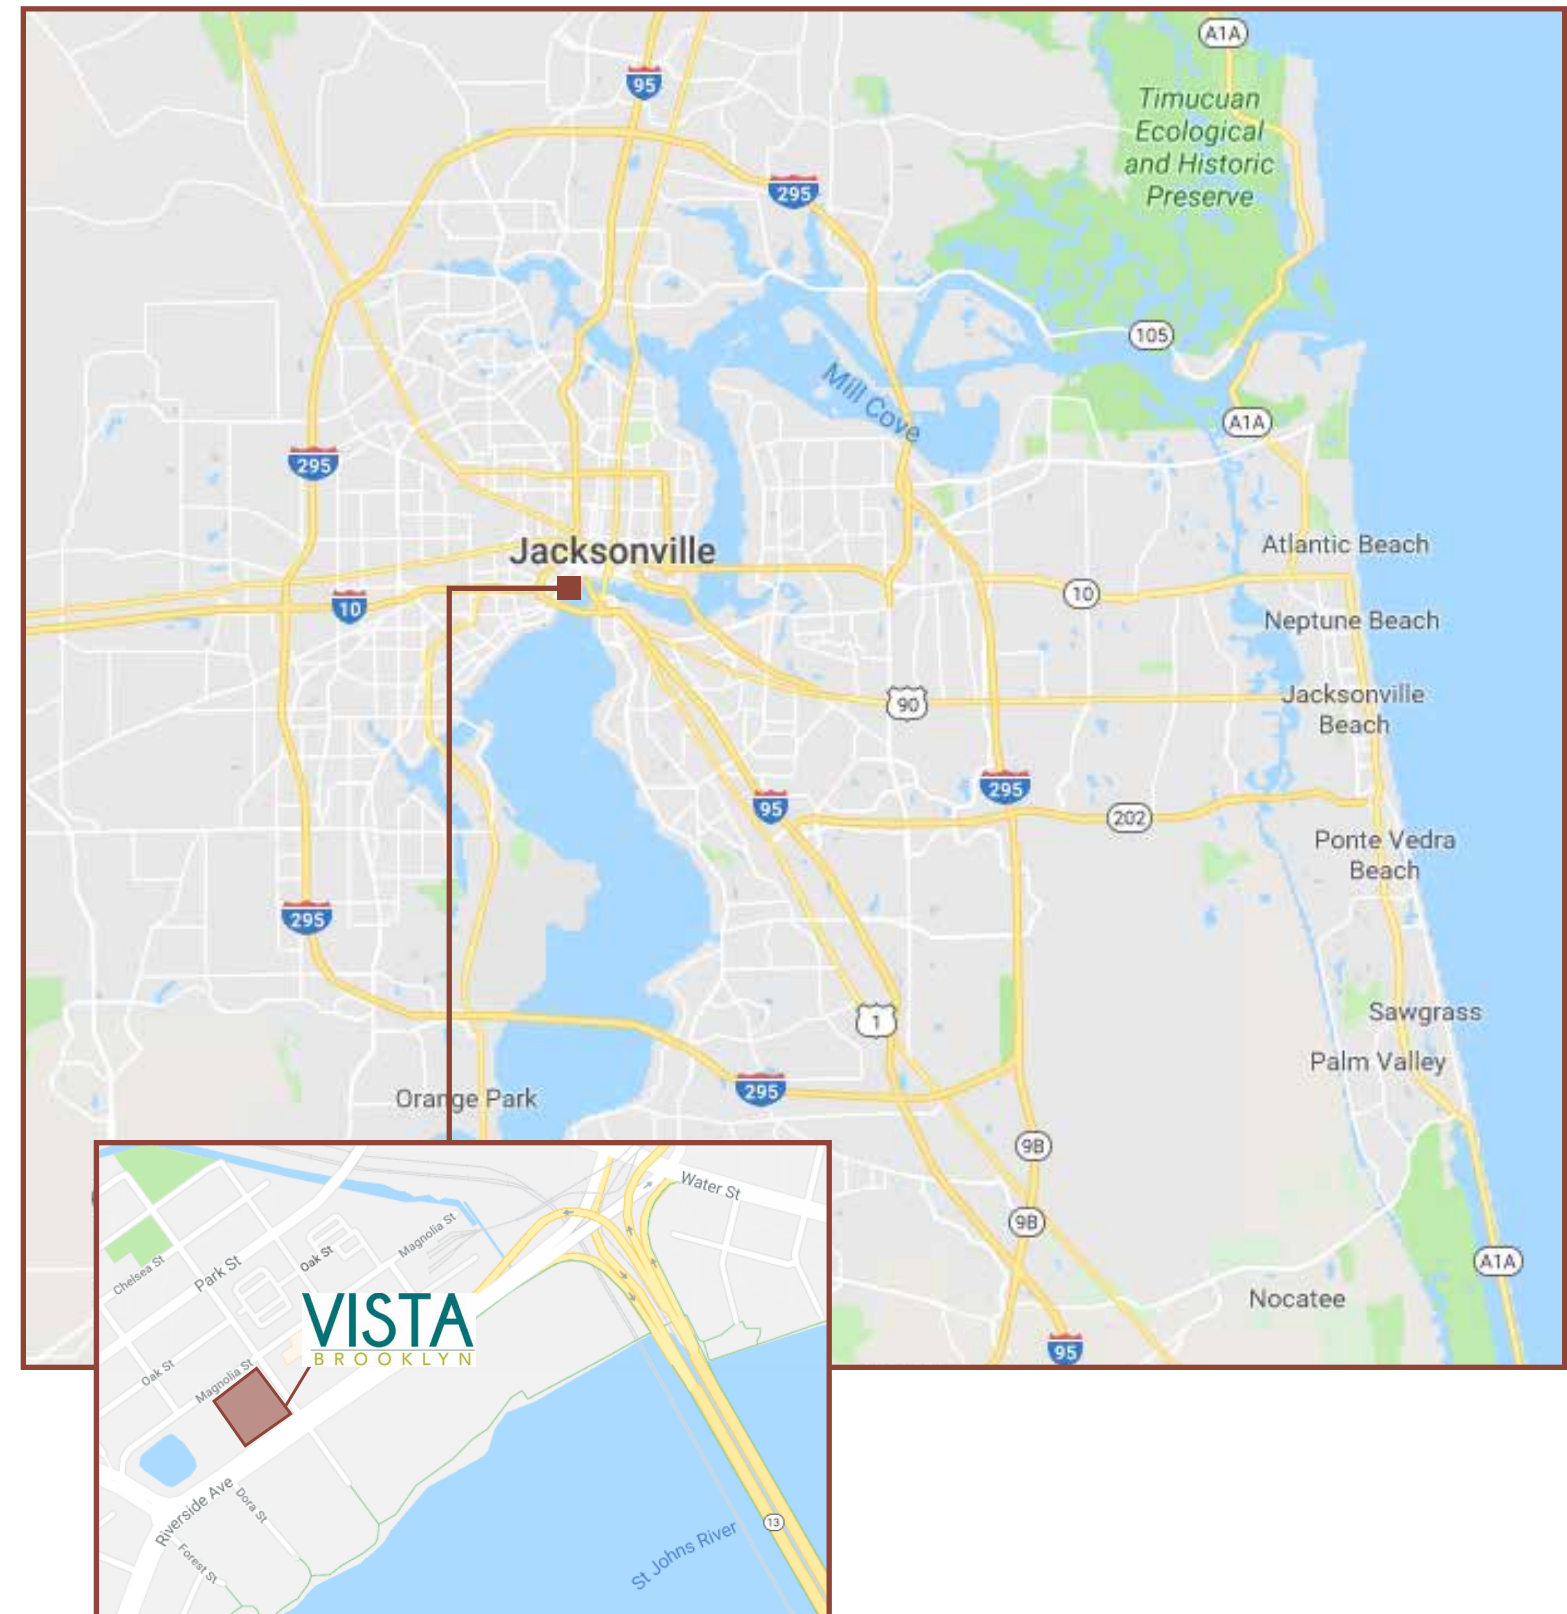 A1A
95
Timucuan
Ecological
and Historic
Preserve
295
105
Mill Cove
A1A
295
Jacksonville
Atlantic Beach
10
10
Neptune Beach
90
Jacksonville
Beach
295
95
202
Ponte Vedra
Beach
295
1
Sawgrass
Palm Valley
295
Orange Park
9B
9B
A1A
Nocatee
95
Water St
Magnolia St
Oak St
Park St
Chelsea St
VISTA
BROOKLYN
Oak St
Magnolia St
Riverside Ave
Dora St
Forest St
13
St Johns River